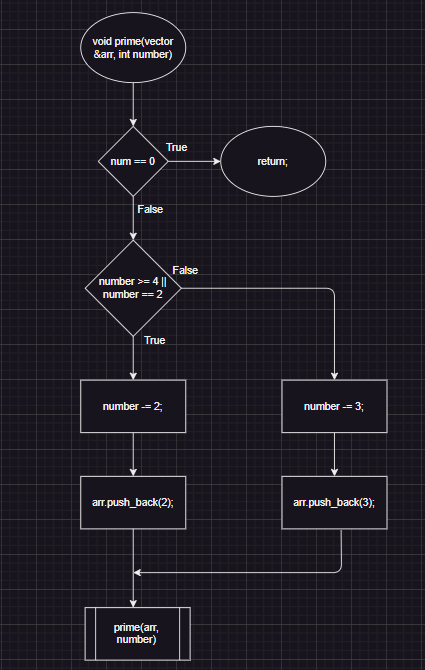 void prime(vector
&arr, int number)
num == 0
True
return;
False
number >= 4 ||
number == 2
False
True
number -= 2;
number -= 3;
arr.push_back(2);
arr.push_back(3);
prime(arr,
number)